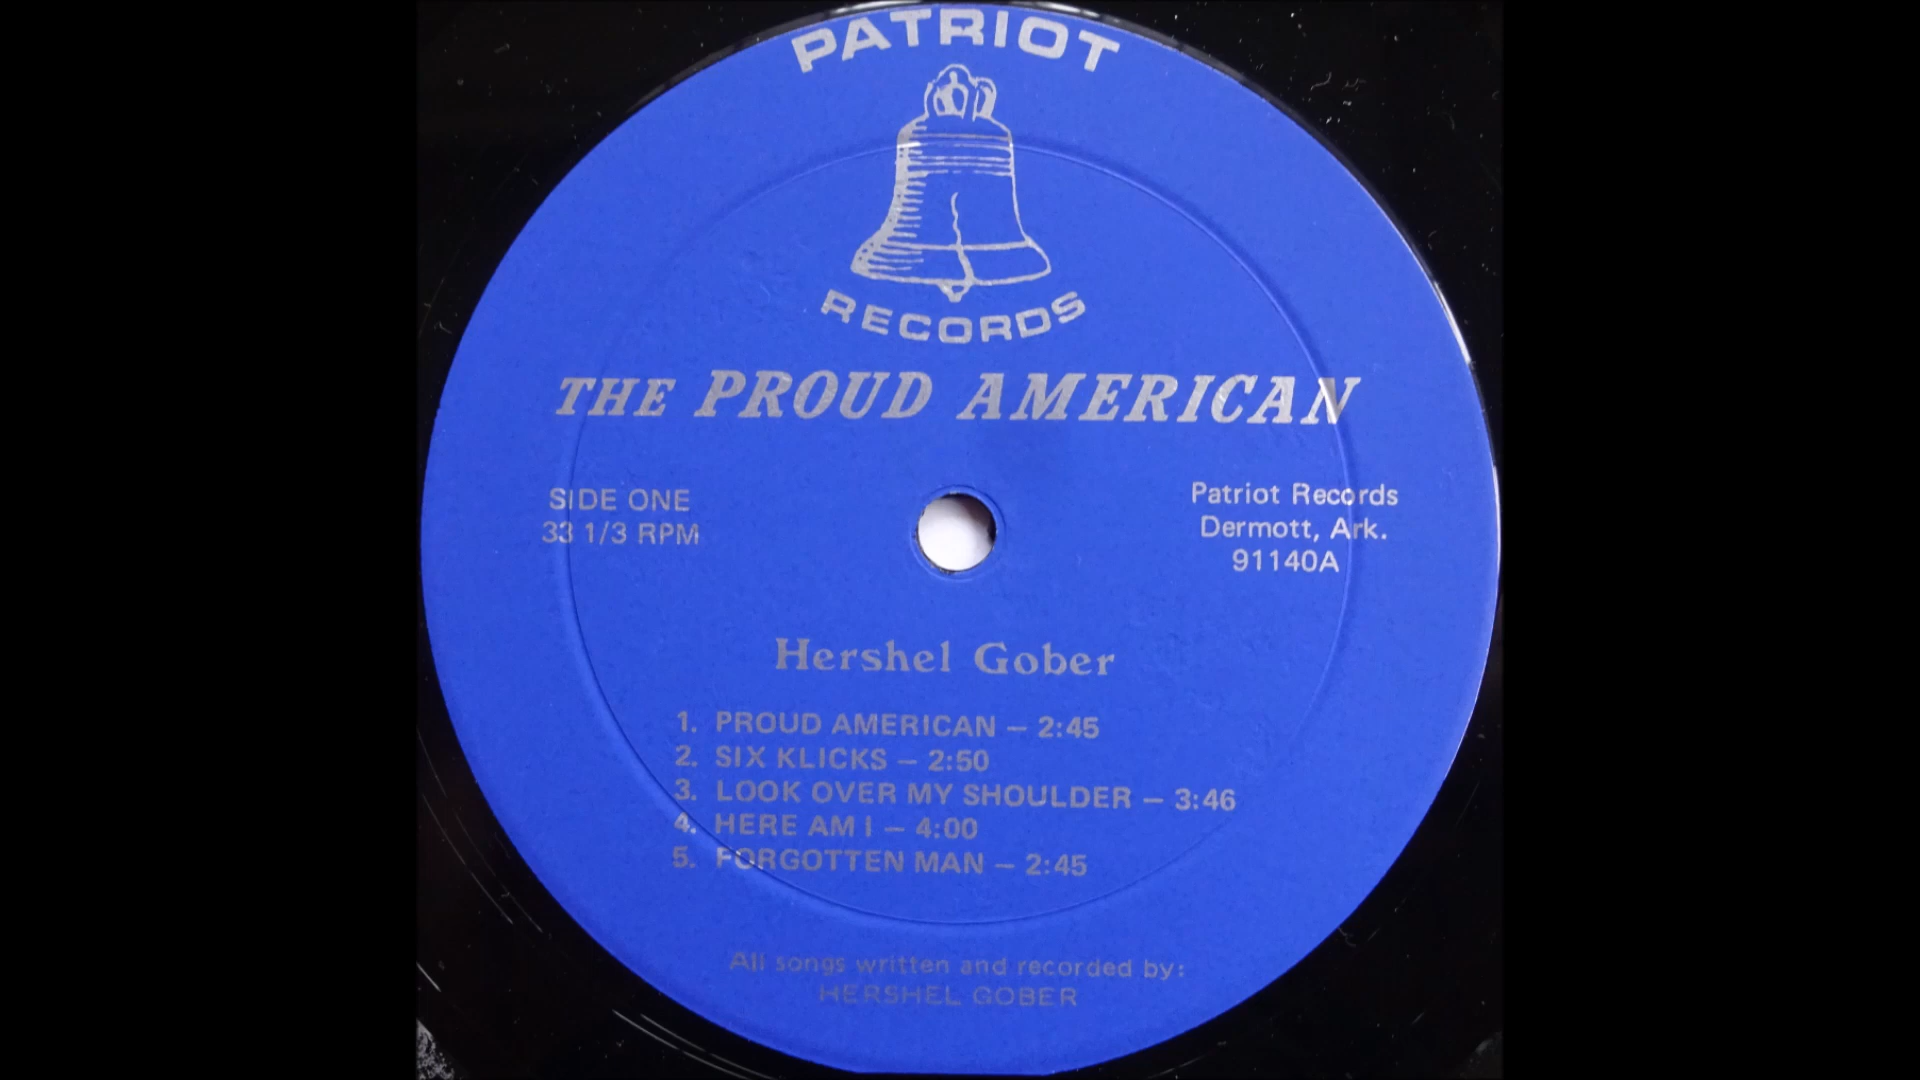 PATRIOT
RECORDS
THE PROUD AMERICAN
SIDE ONE
33 1/3 RPM
Patriot Records
Dermott, Ark.
91140A
Hershel Gober
1. PROUD AMERICAN — 2:45
2. SIX KLICKS — 2:50
3. LOOK OVER MY SHOULDER — 3:46
4. HERE AM I — 4:00
5. FORGOTTEN MAN — 2:45
All songs written and recorded by:
HERSHEL GOBER